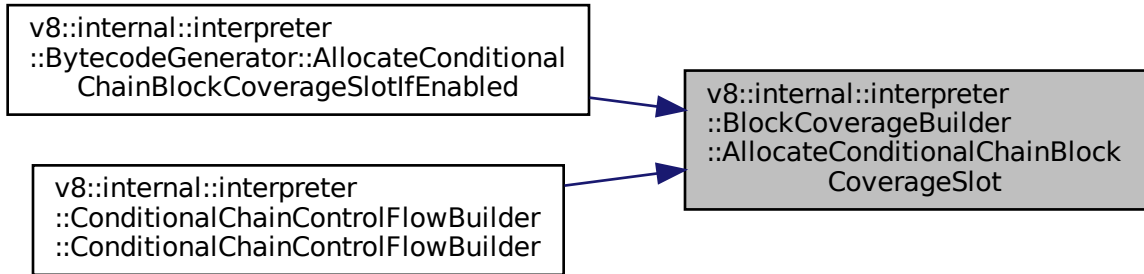 v8::internal::interpreter
::BytecodeGenerator::AllocateConditional
ChainBlockCoverageSlotIfEnabled
v8::internal::interpreter
::ConditionalChainControlFlowBuilder
::ConditionalChainControlFlowBuilder
v8::internal::interpreter
::BlockCoverageBuilder
::AllocateConditionalChainBlock
CoverageSlot